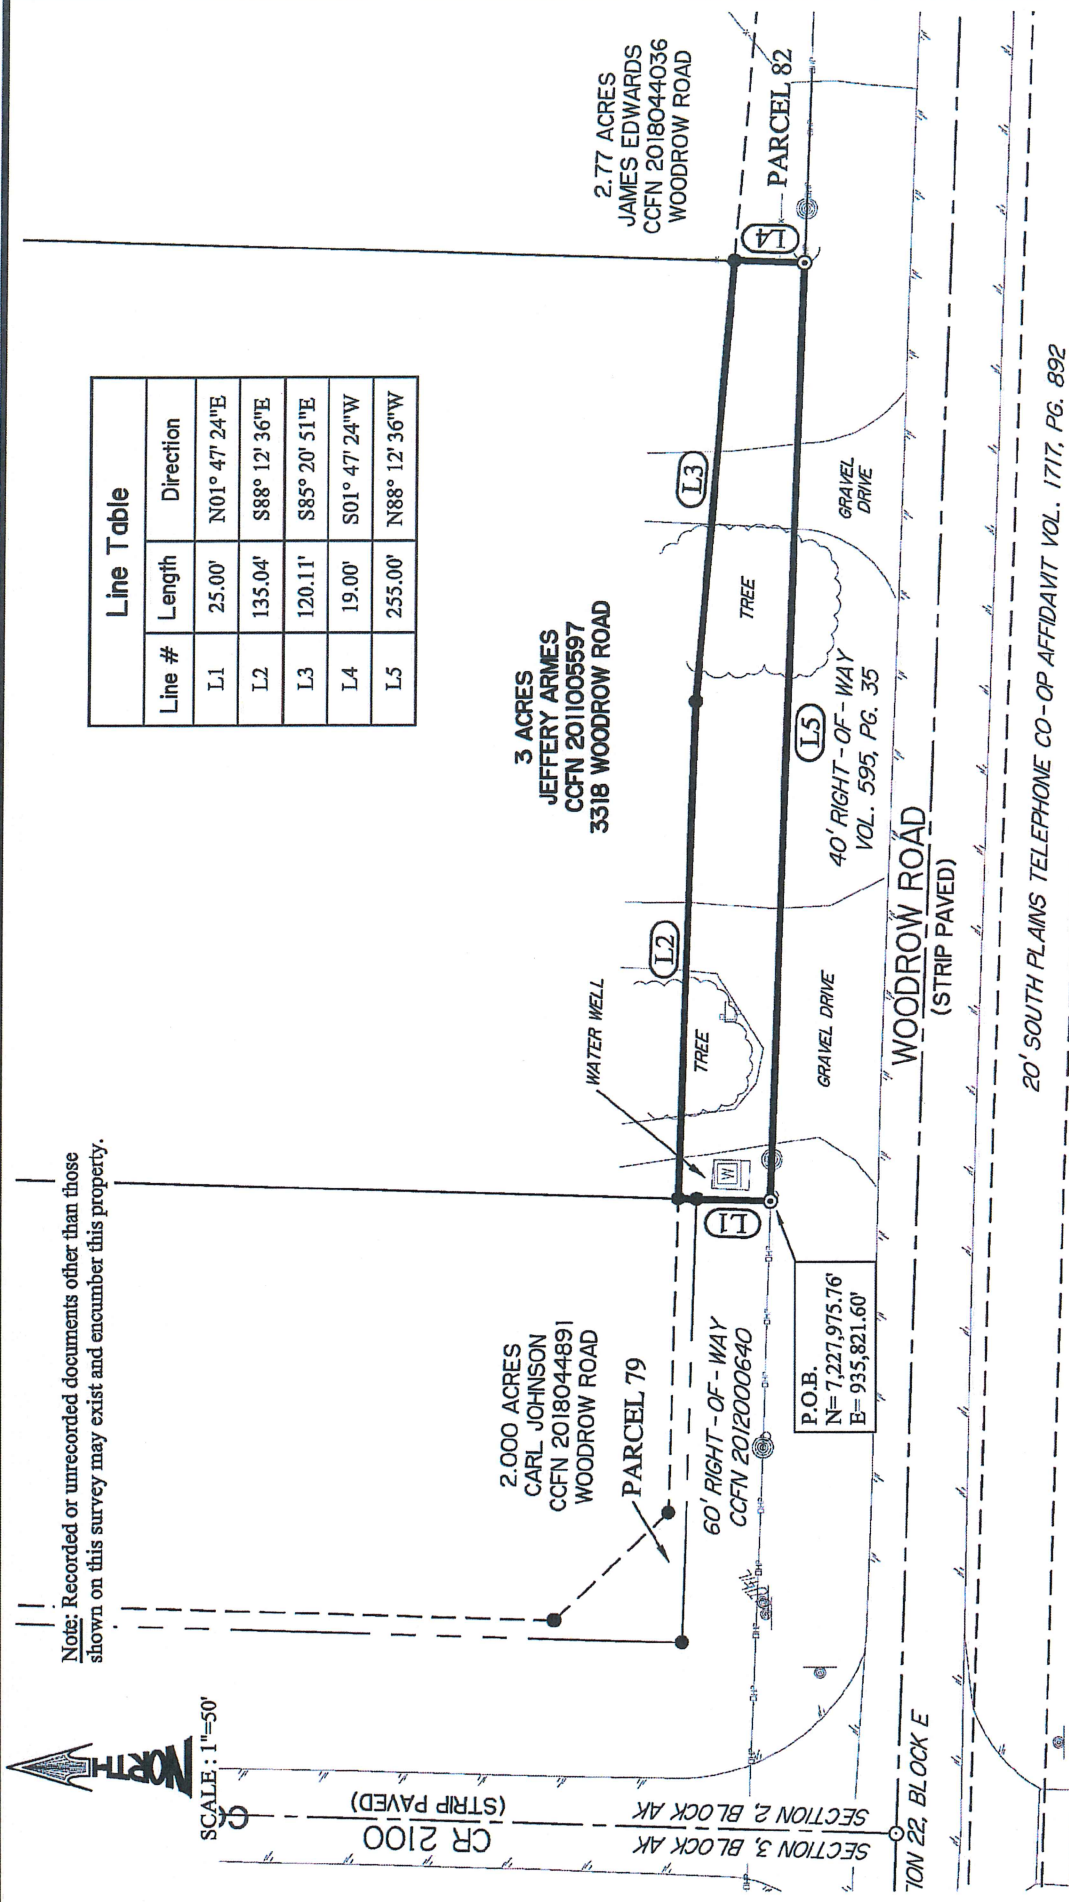 Note: Recorded or unrecorded documents other than those
shown on this survey may exist and encumber this property.
NORTH
SCALE : 1"=50'
Line Table
Line # Length Direction
L1 25.00' N01° 47' 24"E
L2 135.04' S88° 12' 36"E
L3 120.11' S85° 20' 51"E
L4 19.00' S01° 47' 24"W
L5 255.00' N88° 12' 36"W
2.77 ACRES
JAMES EDWARDS
CCFN 2018044036
WOODROW ROAD
PARCEL 82
3 ACRES
JEFFERY ARMES
CCFN 2011005597
3318 WOODROW ROAD
2.000 ACRES
CARL JOHNSON
CCFN 2018044891
WOODROW ROAD
PARCEL 79
60' RIGHT-OF-WAY
CCFN 2012000640
WATER WELL
W
TREE
TREE
L1
L2
L3
L4
L5
GRAVEL DRIVE
GRAVEL
DRIVE
40' RIGHT-OF-WAY
VOL. 595, PG. 35
P.O.B.
N= 7,227,975.76'
E= 935,821.60'
CR 2100
(STRIP PAVED)
SECTION 3, BLOCK AK
SECTION 2, BLOCK AK
WOODROW ROAD
(STRIP PAVED)
TION 22, BLOCK E
20' SOUTH PLAINS TELEPHONE CO-OP AFFIDAVIT VOL. 1717, PG. 892